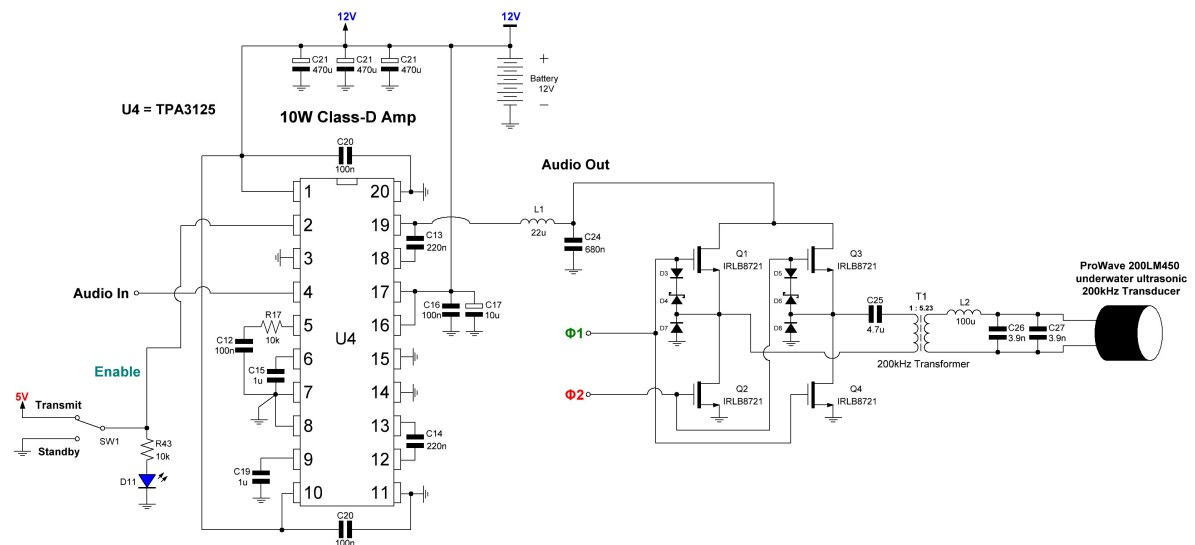 12V
12V
C21
470u
C21
470u
C21
470u
+
Battery
12V
−
U4 = TPA3125
10W Class-D Amp
C20
100n
Audio Out
1
2
3
4
5
6
7
8
9
10
20
19
18
17
16
15
14
13
12
11
U4
C13
220n
L1
22u
C24
680n
Audio In
R17
10k
C12
100n
C15
1u
C16
100n
C17
10u
Enable
5V
Transmit
Standby
SW1
R43
10k
D11
C19
1u
C14
220n
C20
100n
Q1
IRLB8721
Q3
IRLB8721
D3
D4
D7
D5
D6
D8
Φ1
Φ2
Q2
IRLB8721
Q4
IRLB8721
C25
4.7u
T1
1 : 5.23
200kHz Transformer
L2
100u
C26
3.9n
C27
3.9n
ProWave 200LM450
underwater ultrasonic
200kHz Transducer